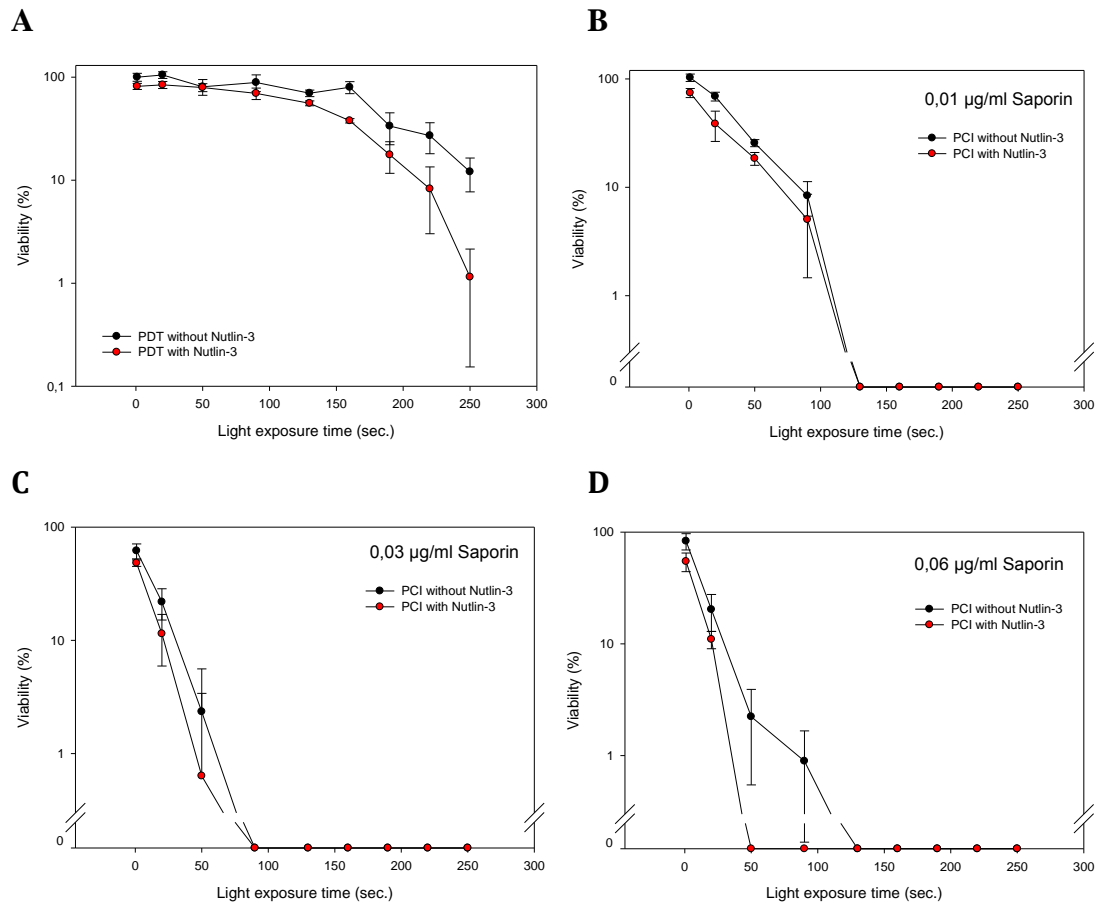 A
100
10
1
0,1
Viability (%)
PDT without Nutlin-3
PDT with Nutlin-3
0 50 100 150 200 250 300
Light exposure time (sec.)
B
0,01 µg/ml Saporin
PCI without Nutlin-3
PCI with Nutlin-3
100
10
1
0
Viability (%)
0 50 100 150 200 250 300
Light exposure time (sec.)
C
0,03 µg/ml Saporin
PCI without Nutlin-3
PCI with Nutlin-3
100
10
1
0
Viability (%)
0 50 100 150 200 250 300
Light exposure time (sec.)
D
0,06 µg/ml Saporin
PCI without Nutlin-3
PCI with Nutlin-3
100
10
1
0
Viability (%)
0 50 100 150 200 250 300
Light exposure time (sec.)